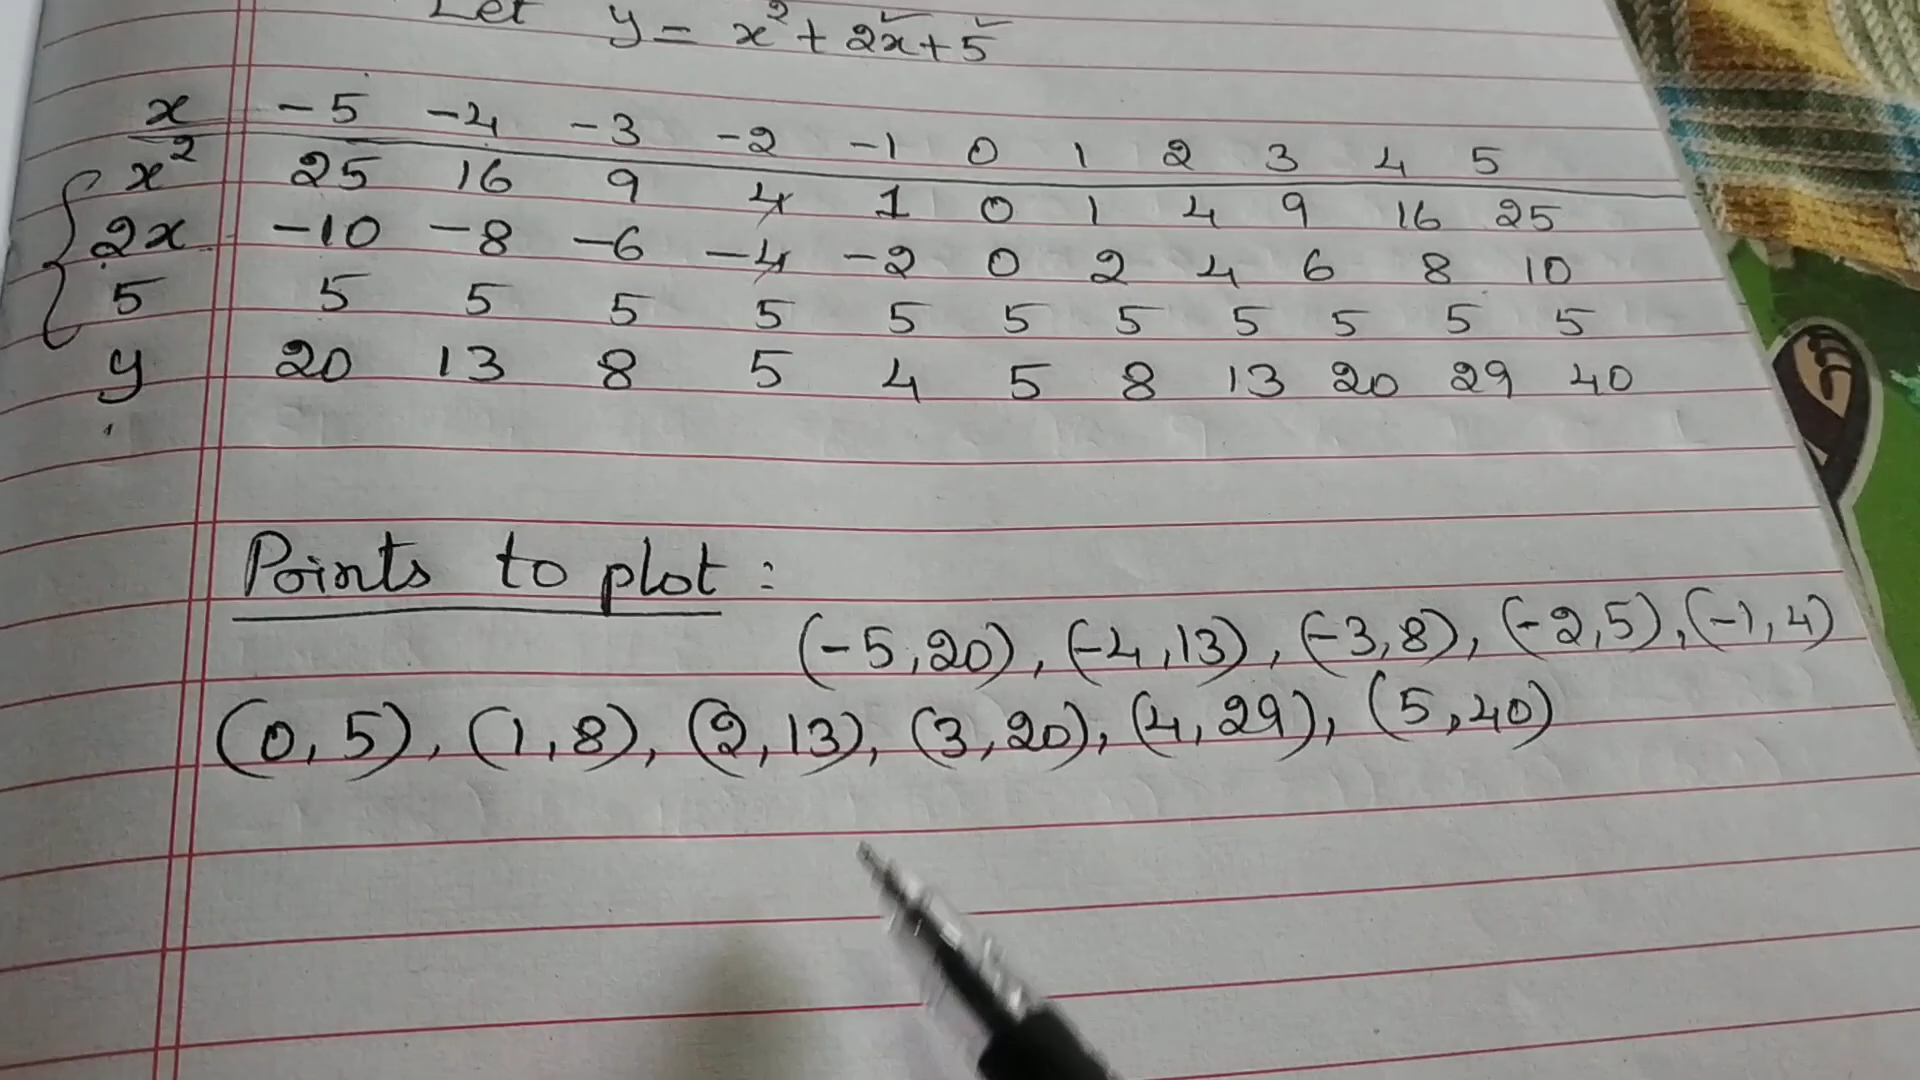 Let y = x² + 2x + 5
x -5 -4 -3 -2 -1 0 1 2 3 4 5
x² 25 16 9 4 1 0 1 4 9 16 25
2x -10 -8 -6 -4 -2 0 2 4 6 8 10
5 5 5 5 5 5 5 5 5 5 5 5
y 20 13 8 5 4 5 8 13 20 29 40
Points to plot :
(-5,20), (-4,13), (-3,8), (-2,5), (-1,4)
(0,5), (1,8), (2,13), (3,20), (4,29), (5,40)